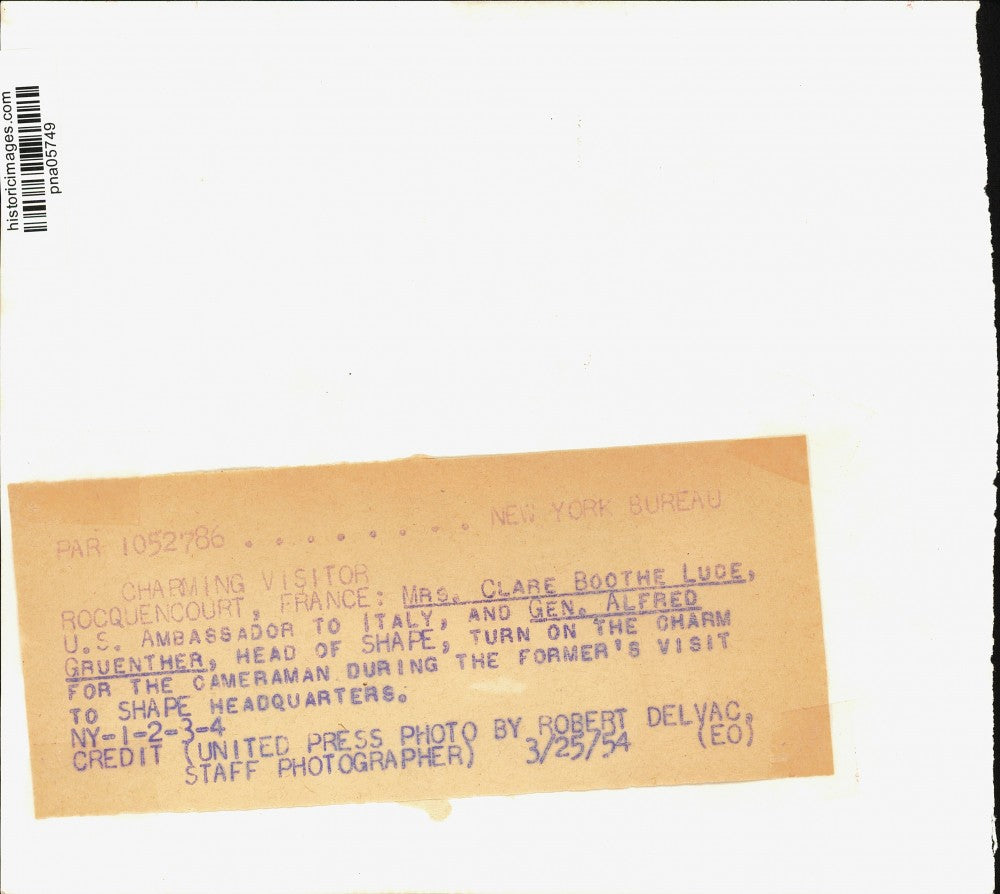 historicimages.com
pna05749
PAR 1052786 . . . . . . . . NEW YORK BUREAU
CHARMING VISITOR
ROCQUENCOURT, FRANCE: MRS. CLARE BOOTHE LUCE,
U.S. AMBASSADOR TO ITALY, AND GEN. ALFRED
GRUENTHER, HEAD OF SHAPE, TURN ON THE CHARM
FOR THE CAMERAMAN DURING THE FORMER'S VISIT
TO SHAPE HEADQUARTERS.
NY-1-2-3-4
CREDIT (UNITED PRESS PHOTO BY ROBERT DELVAC,
STAFF PHOTOGRAPHER) 3/25/54 (EO)